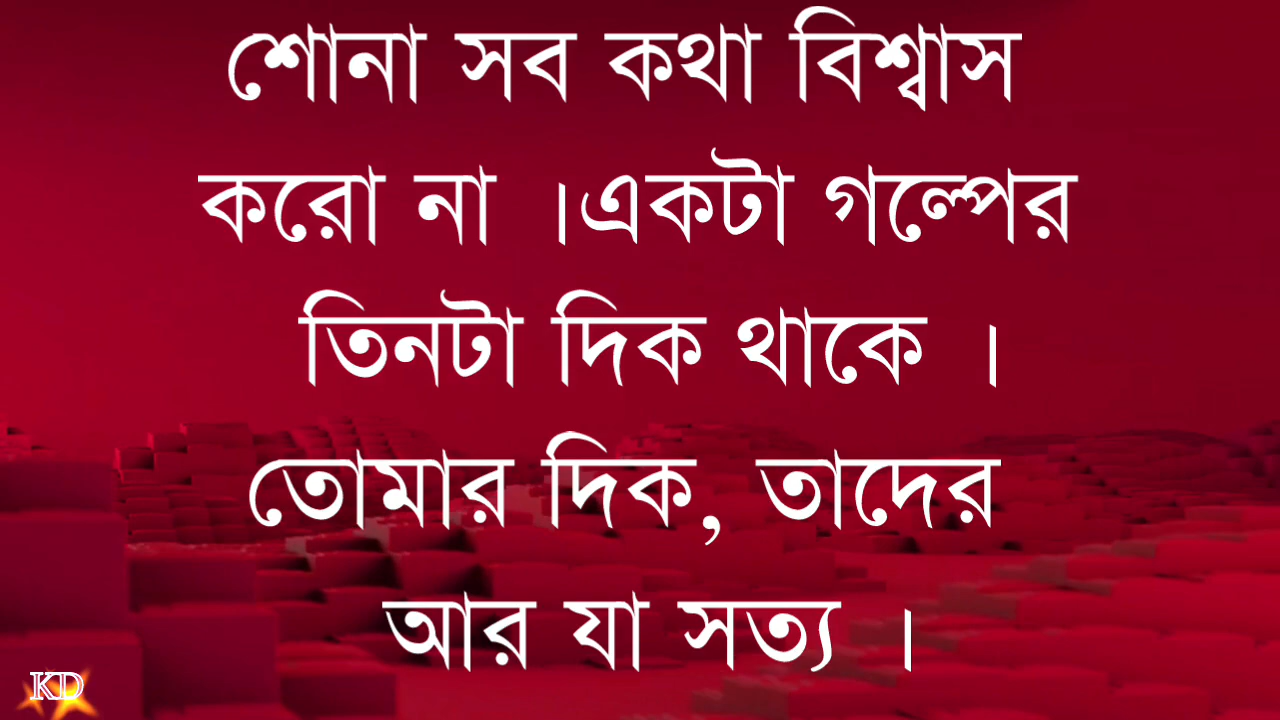 শোনা সব কথা বিশ্বাস
করো না ।একটা গল্পের
তিনটা দিক থাকে ।
তোমার দিক, তাদের
আর যা সত্য ।
KD